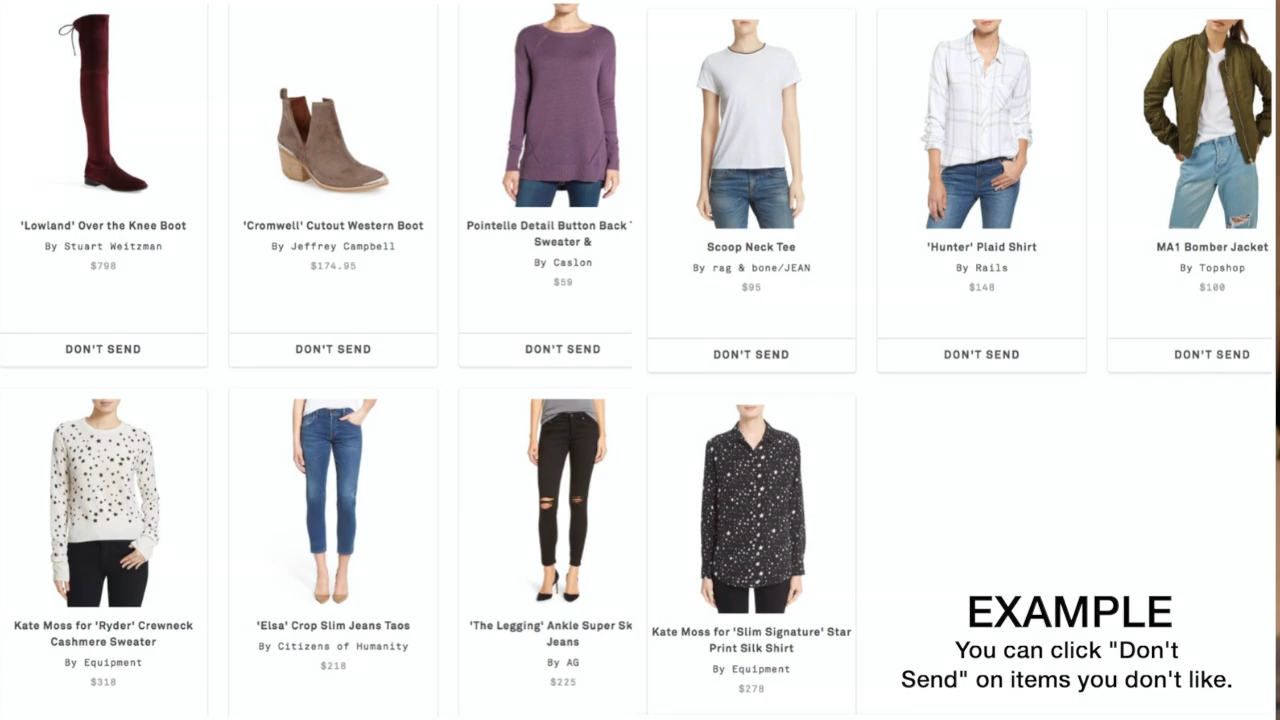 'Lowland' Over the Knee Boot
By Stuart Weitzman
$798
DON'T SEND
'Cromwell' Cutout Western Boot
By Jeffrey Campbell
$174.95
DON'T SEND
Pointelle Detail Button Back
Sweater &
By Caslon
$59
DON'T SEND
Scoop Neck Tee
By rag & bone/JEAN
$95
DON'T SEND
'Hunter' Plaid Shirt
By Rails
$148
DON'T SEND
MA1 Bomber Jacket
By Topshop
$100
DON'T SEND
Kate Moss for 'Ryder' Crewneck
Cashmere Sweater
By Equipment
$318
'Elsa' Crop Slim Jeans Taos
By Citizens of Humanity
$218
'The Legging' Ankle Super Sk
Jeans
By AG
$225
Kate Moss for 'Slim Signature' Star
Print Silk Shirt
By Equipment
$278
EXAMPLE
You can click "Don't
Send" on items you don't like.